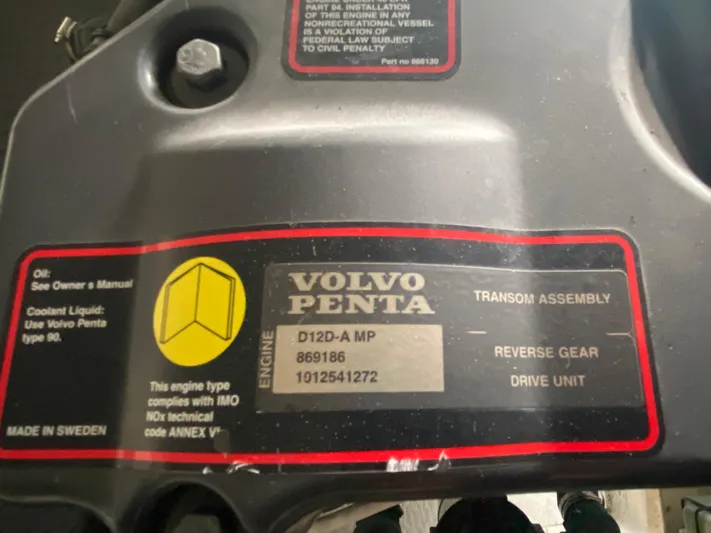 PART 94. INSTALLATION
OF THIS ENGINE IN ANY
NONRECREATIONAL VESSEL
IS A VIOLATION OF
FEDERAL LAW SUBJECT
TO CIVIL PENALTY
Part no 888130
Oil:
See Owner s Manual
Coolant Liquid:
Use Volvo Penta
type 90.
This engine type
complies with IMO
NOx technical
code ANNEX VI
MADE IN SWEDEN
VOLVO
PENTA
ENGINE
D12D-A MP
869186
1012541272
TRANSOM ASSEMBLY
REVERSE GEAR
DRIVE UNIT